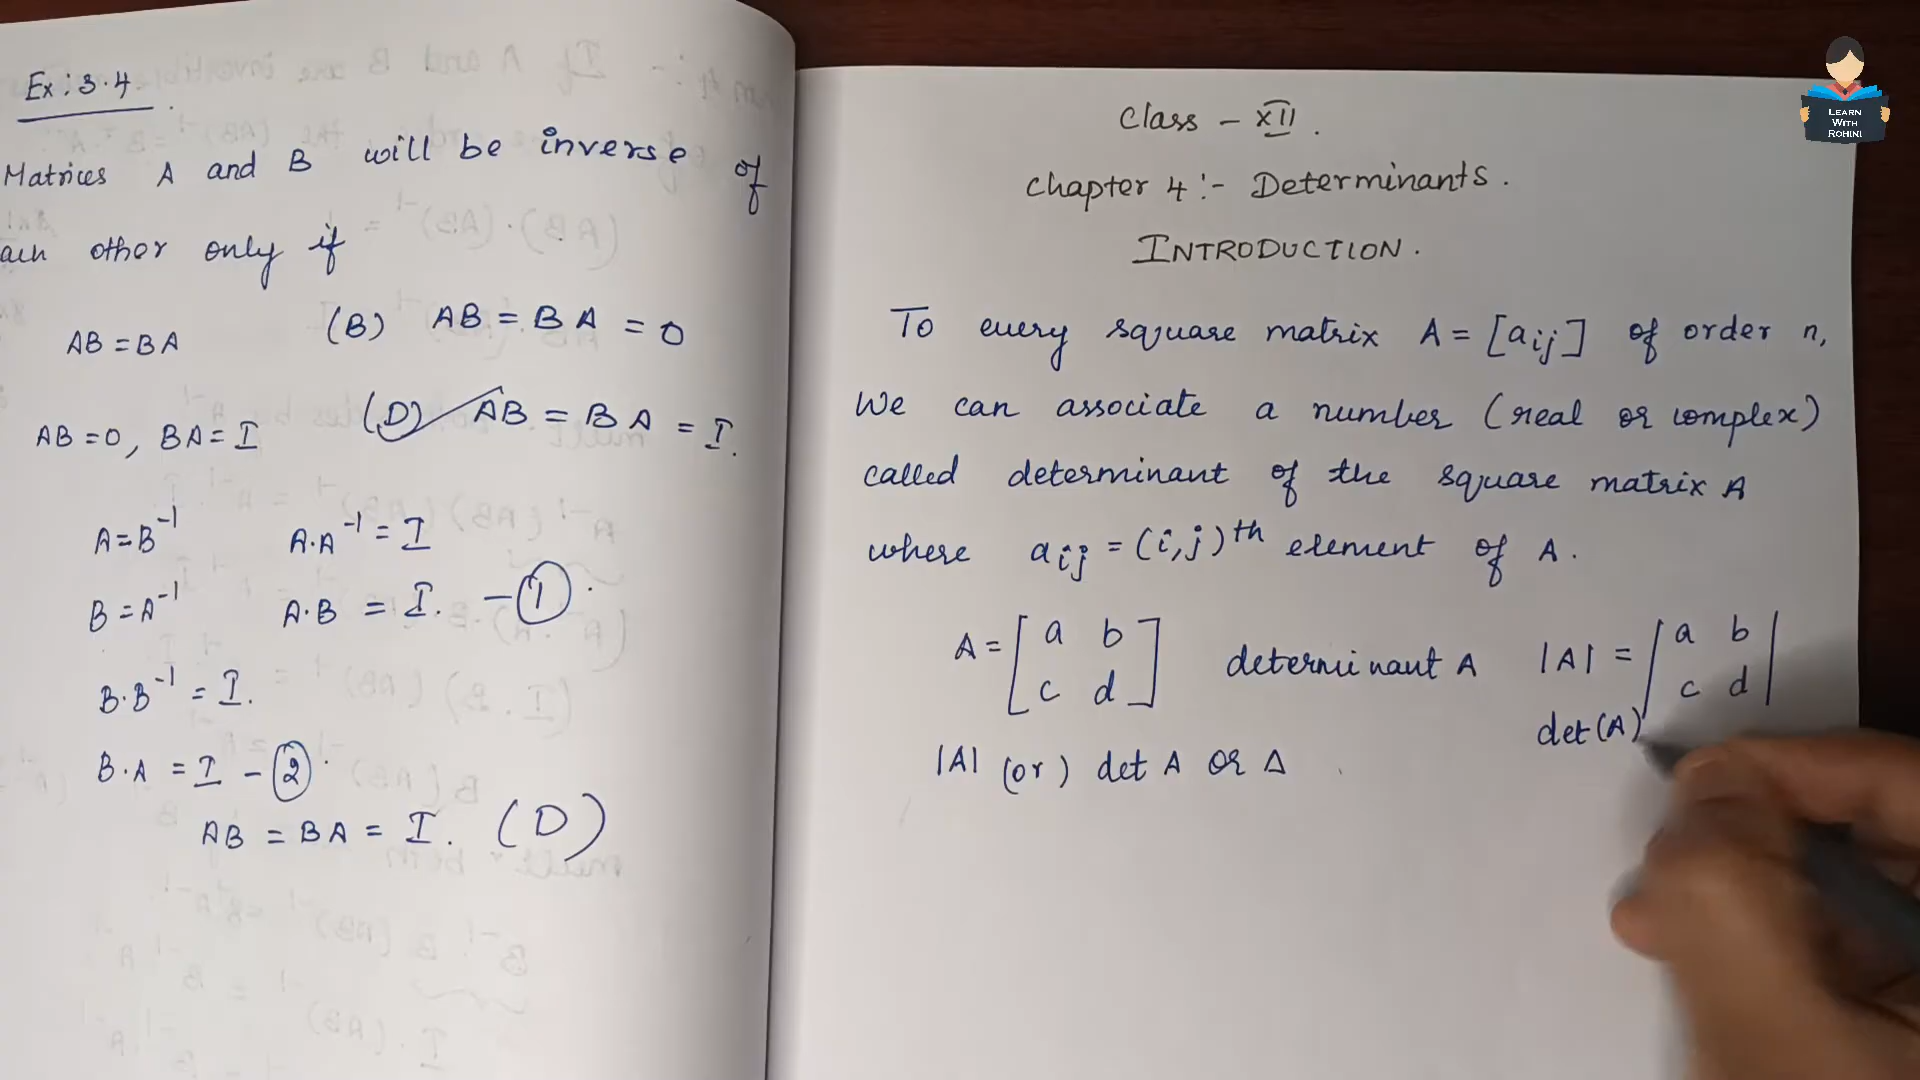 Ex : 3.4
Matrices A and B will be inverse of
other only if
AB = BA (B) AB = BA = 0
AB = 0, BA = I (D) AB = BA = I.
A = B⁻¹ A·A⁻¹ = I
B = A⁻¹ A·B = I. – ①
B·B⁻¹ = I.
B·A = I – ②
AB = BA = I. (D)
Class – XII.
Chapter 4 :- Determinants.
INTRODUCTION.
To every square matrix A = [aij] of order n,
We can associate a number (real or complex)
called determinant of the square matrix A
where aij = (i,j)th element of A.
A = [a b
c d] determinant A |A| = |a b
c d|
det(A)
|A| (or) det A or Δ
LEARN
WITH
ROHINI